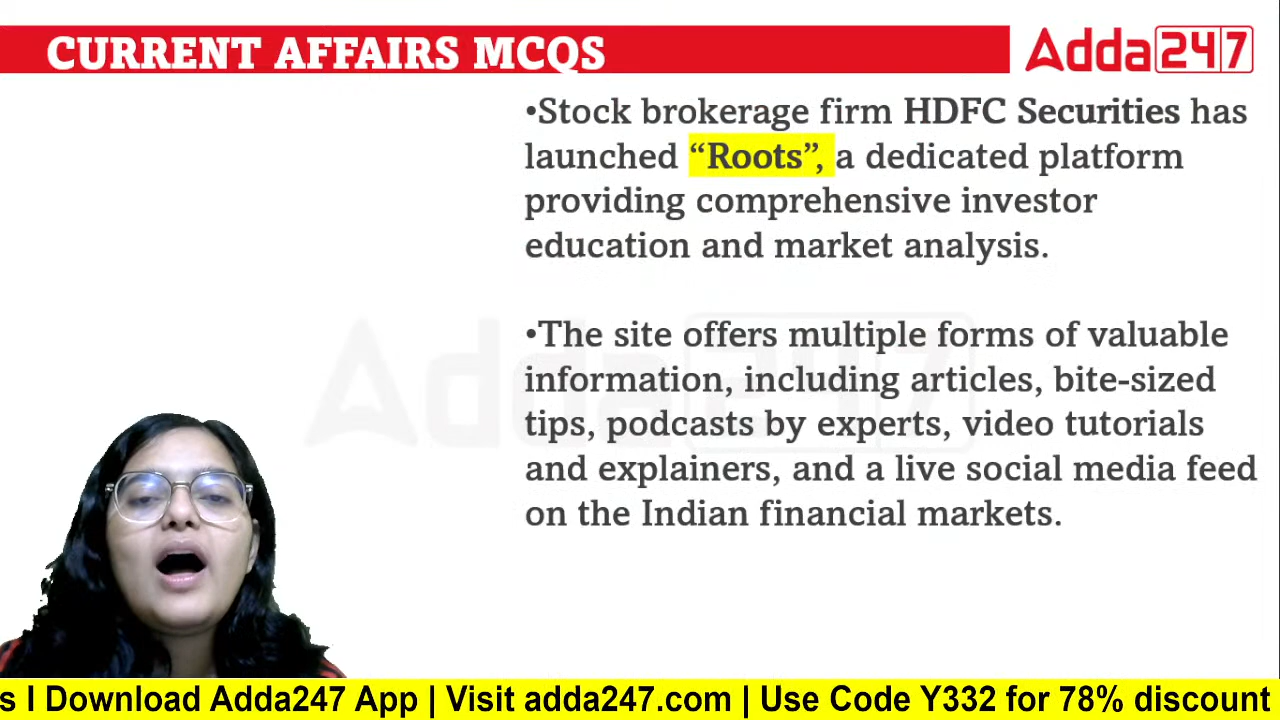 CURRENT AFFAIRS MCQS
Adda247
•Stock brokerage firm HDFC Securities has
launched “Roots”, a dedicated platform
providing comprehensive investor
education and market analysis.
•The site offers multiple forms of valuable
information, including articles, bite-sized
tips, podcasts by experts, video tutorials
and explainers, and a live social media feed
on the Indian financial markets.
Adda247
s I Download Adda247 App | Visit adda247.com | Use Code Y332 for 78% discount